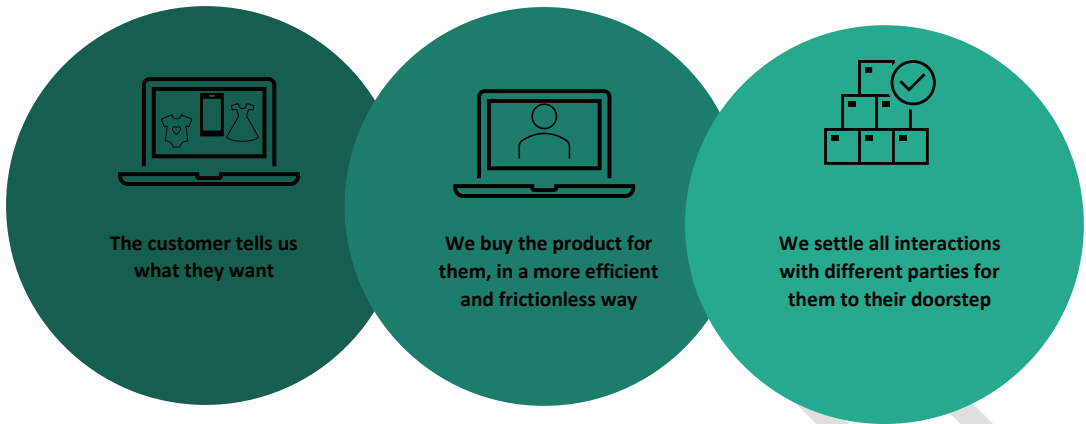 The customer tells us
what they want
We buy the product for
them, in a more efficient
and frictionless way
We settle all interactions
with different parties for
them to their doorstep